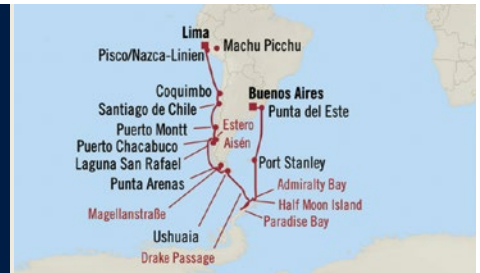 Lima
Machu Picchu
Pisco/Nazca-Linien
Coquimbo
Buenos Aires
Santiago de Chile
Punta del Este
Puerto Montt
Estero
Aisén
Puerto Chacabuco
Laguna San Rafael
Port Stanley
Punta Arenas
Admiralty Bay
Magellanstraße
Half Moon Island
Paradise Bay
Ushuaia
Drake Passage